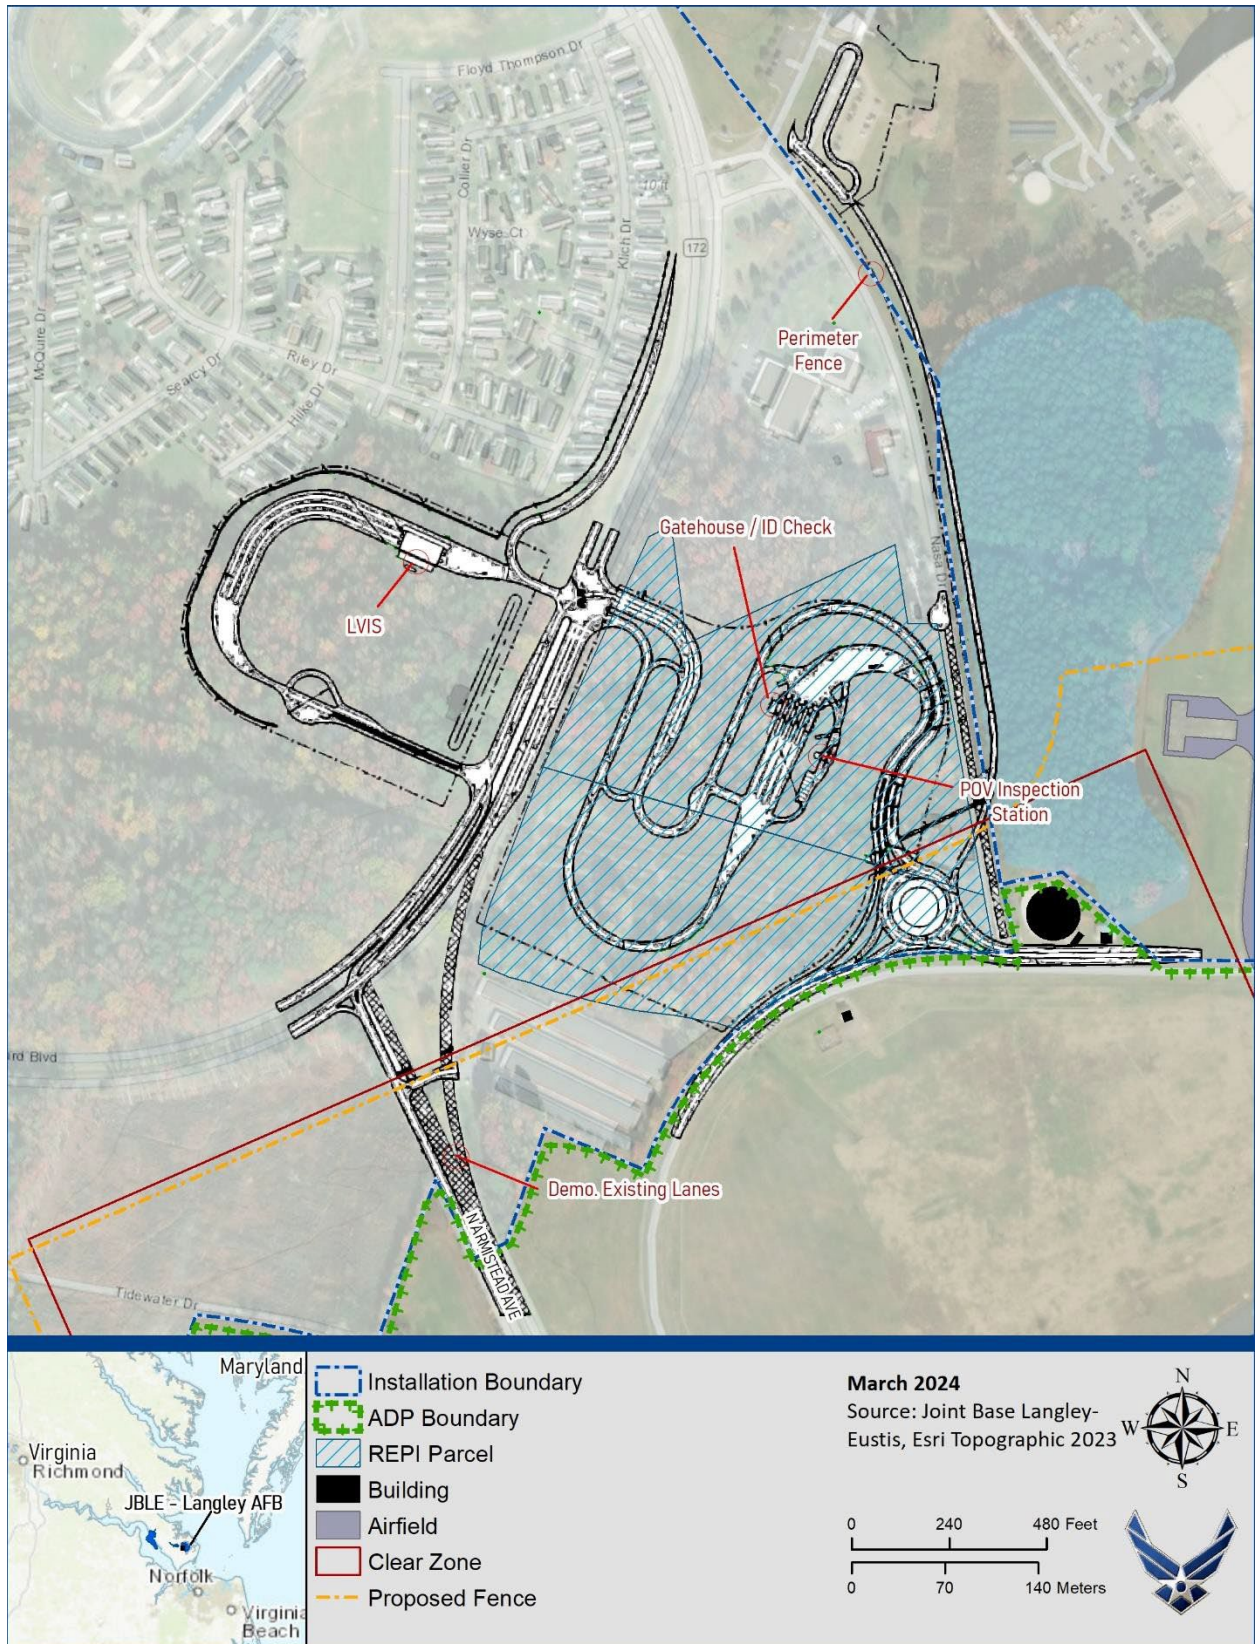 Floyd Thompson Dr
Collier Dr
10 ft
Wyse Ct
Klich Dr
172
McQuire Dr
Riley Dr
Searcy Dr
Hilke Dr
Perimeter
Fence
Gatehouse / ID Check
Nasa Dr
LVIS
POV Inspection
Station
ird Blvd
Demo. Existing Lanes
N ARMISTEAD AVE
Tidewater Dr
Maryland
Virginia
Richmond
JBLE - Langley AFB
Norfolk
Virginia
Beach
Installation Boundary
ADP Boundary
REPI Parcel
Building
Airfield
Clear Zone
Proposed Fence
March 2024
Source: Joint Base Langley-
Eustis, Esri Topographic 2023
N
W
E
S
0 240 480 Feet
0 70 140 Meters